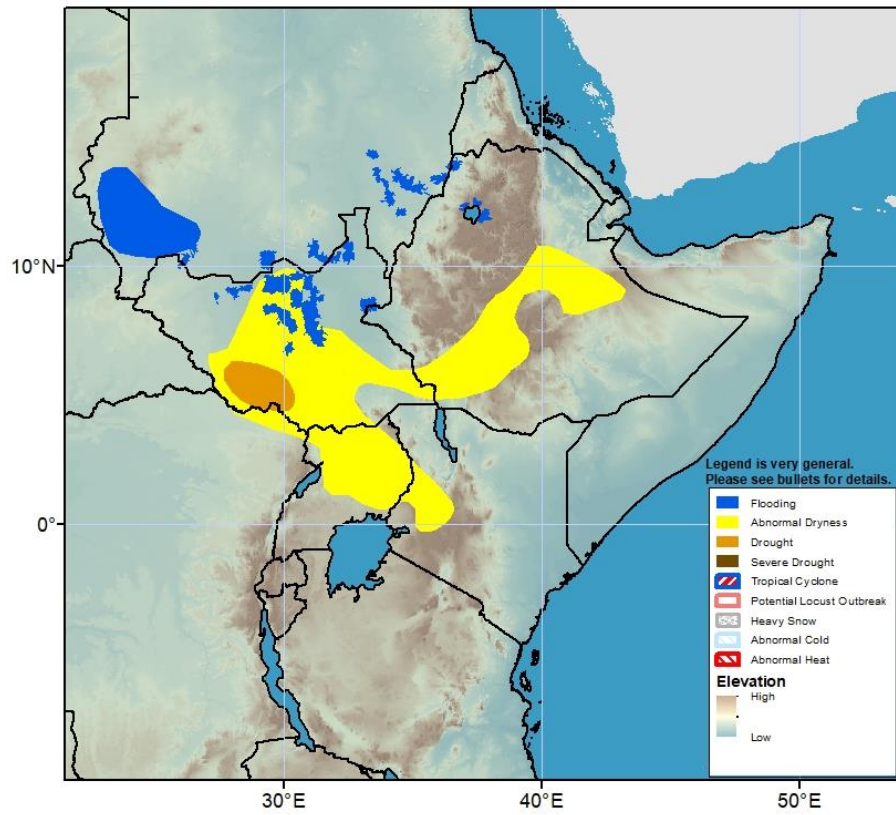 10°N
0°
30°E
40°E
50°E
Legend is very general.
Please see bullets for details.
Flooding
Abnormal Dryness
Drought
Severe Drought
Tropical Cyclone
Potential Locust Outbreak
Heavy Snow
Abnormal Cold
Abnormal Heat
Elevation
High
Low